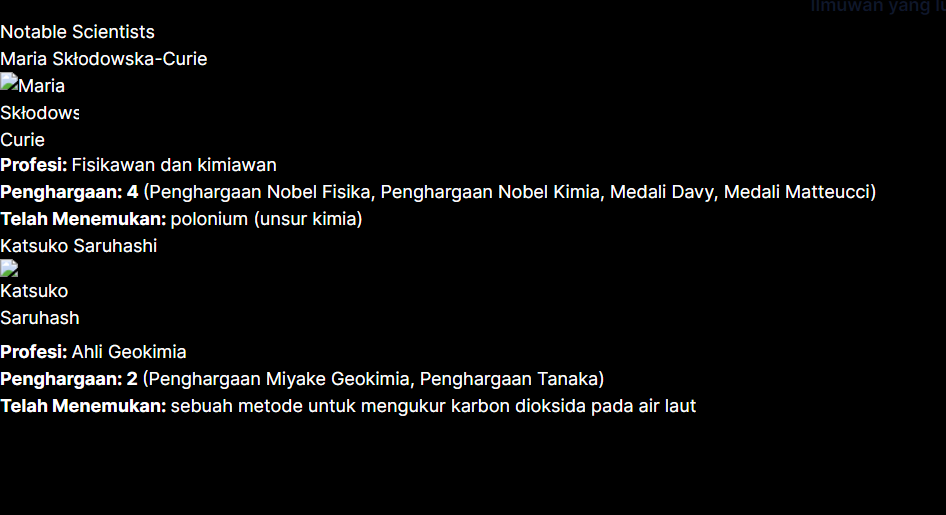 Ilmuwan yang
Notable Scientists
Maria Skłodowska-Curie
Maria
Skłodows
Curie
Profesi: Fisikawan dan kimiawan
Penghargaan: 4 (Penghargaan Nobel Fisika, Penghargaan Nobel Kimia, Medali Davy, Medali Matteucci)
Telah Menemukan: polonium (unsur kimia)
Katsuko Saruhashi
Katsuko
Saruhash
Profesi: Ahli Geokimia
Penghargaan: 2 (Penghargaan Miyake Geokimia, Penghargaan Tanaka)
Telah Menemukan: sebuah metode untuk mengukur karbon dioksida pada air laut